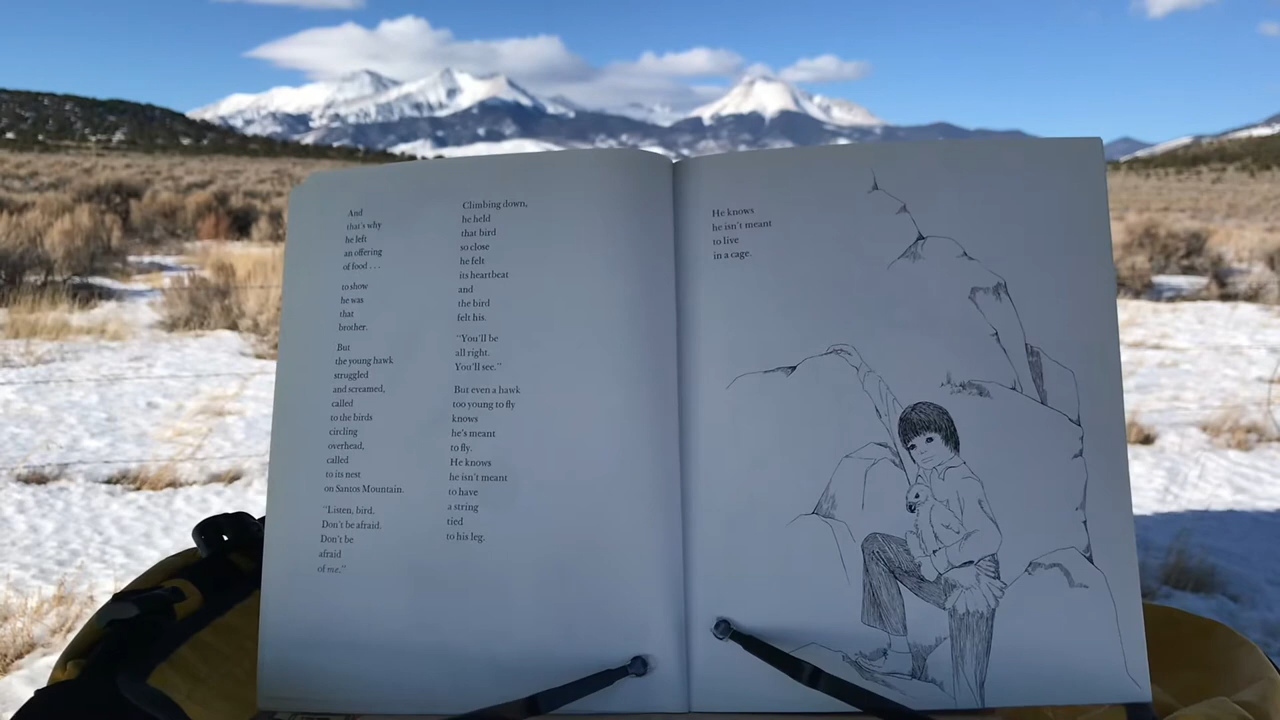 And
that's why
he left
an offering
of food . . .
to show
he was
that
brother.
But
the young hawk
struggled
and screamed,
called
to the birds
circling
overhead,
called
to its nest
on Santos Mountain.
"Listen, bird.
Don't be afraid.
Don't be
afraid
of me."
Climbing down,
he held
that bird
so close
he felt
its heartbeat
and
the bird
felt his.
"You'll be
all right.
You'll see."
But even a hawk
too young to fly
knows
he's meant
to fly.
He knows
he isn't meant
to have
a string
tied
to his leg.
He knows
he isn't meant
to live
in a cage.